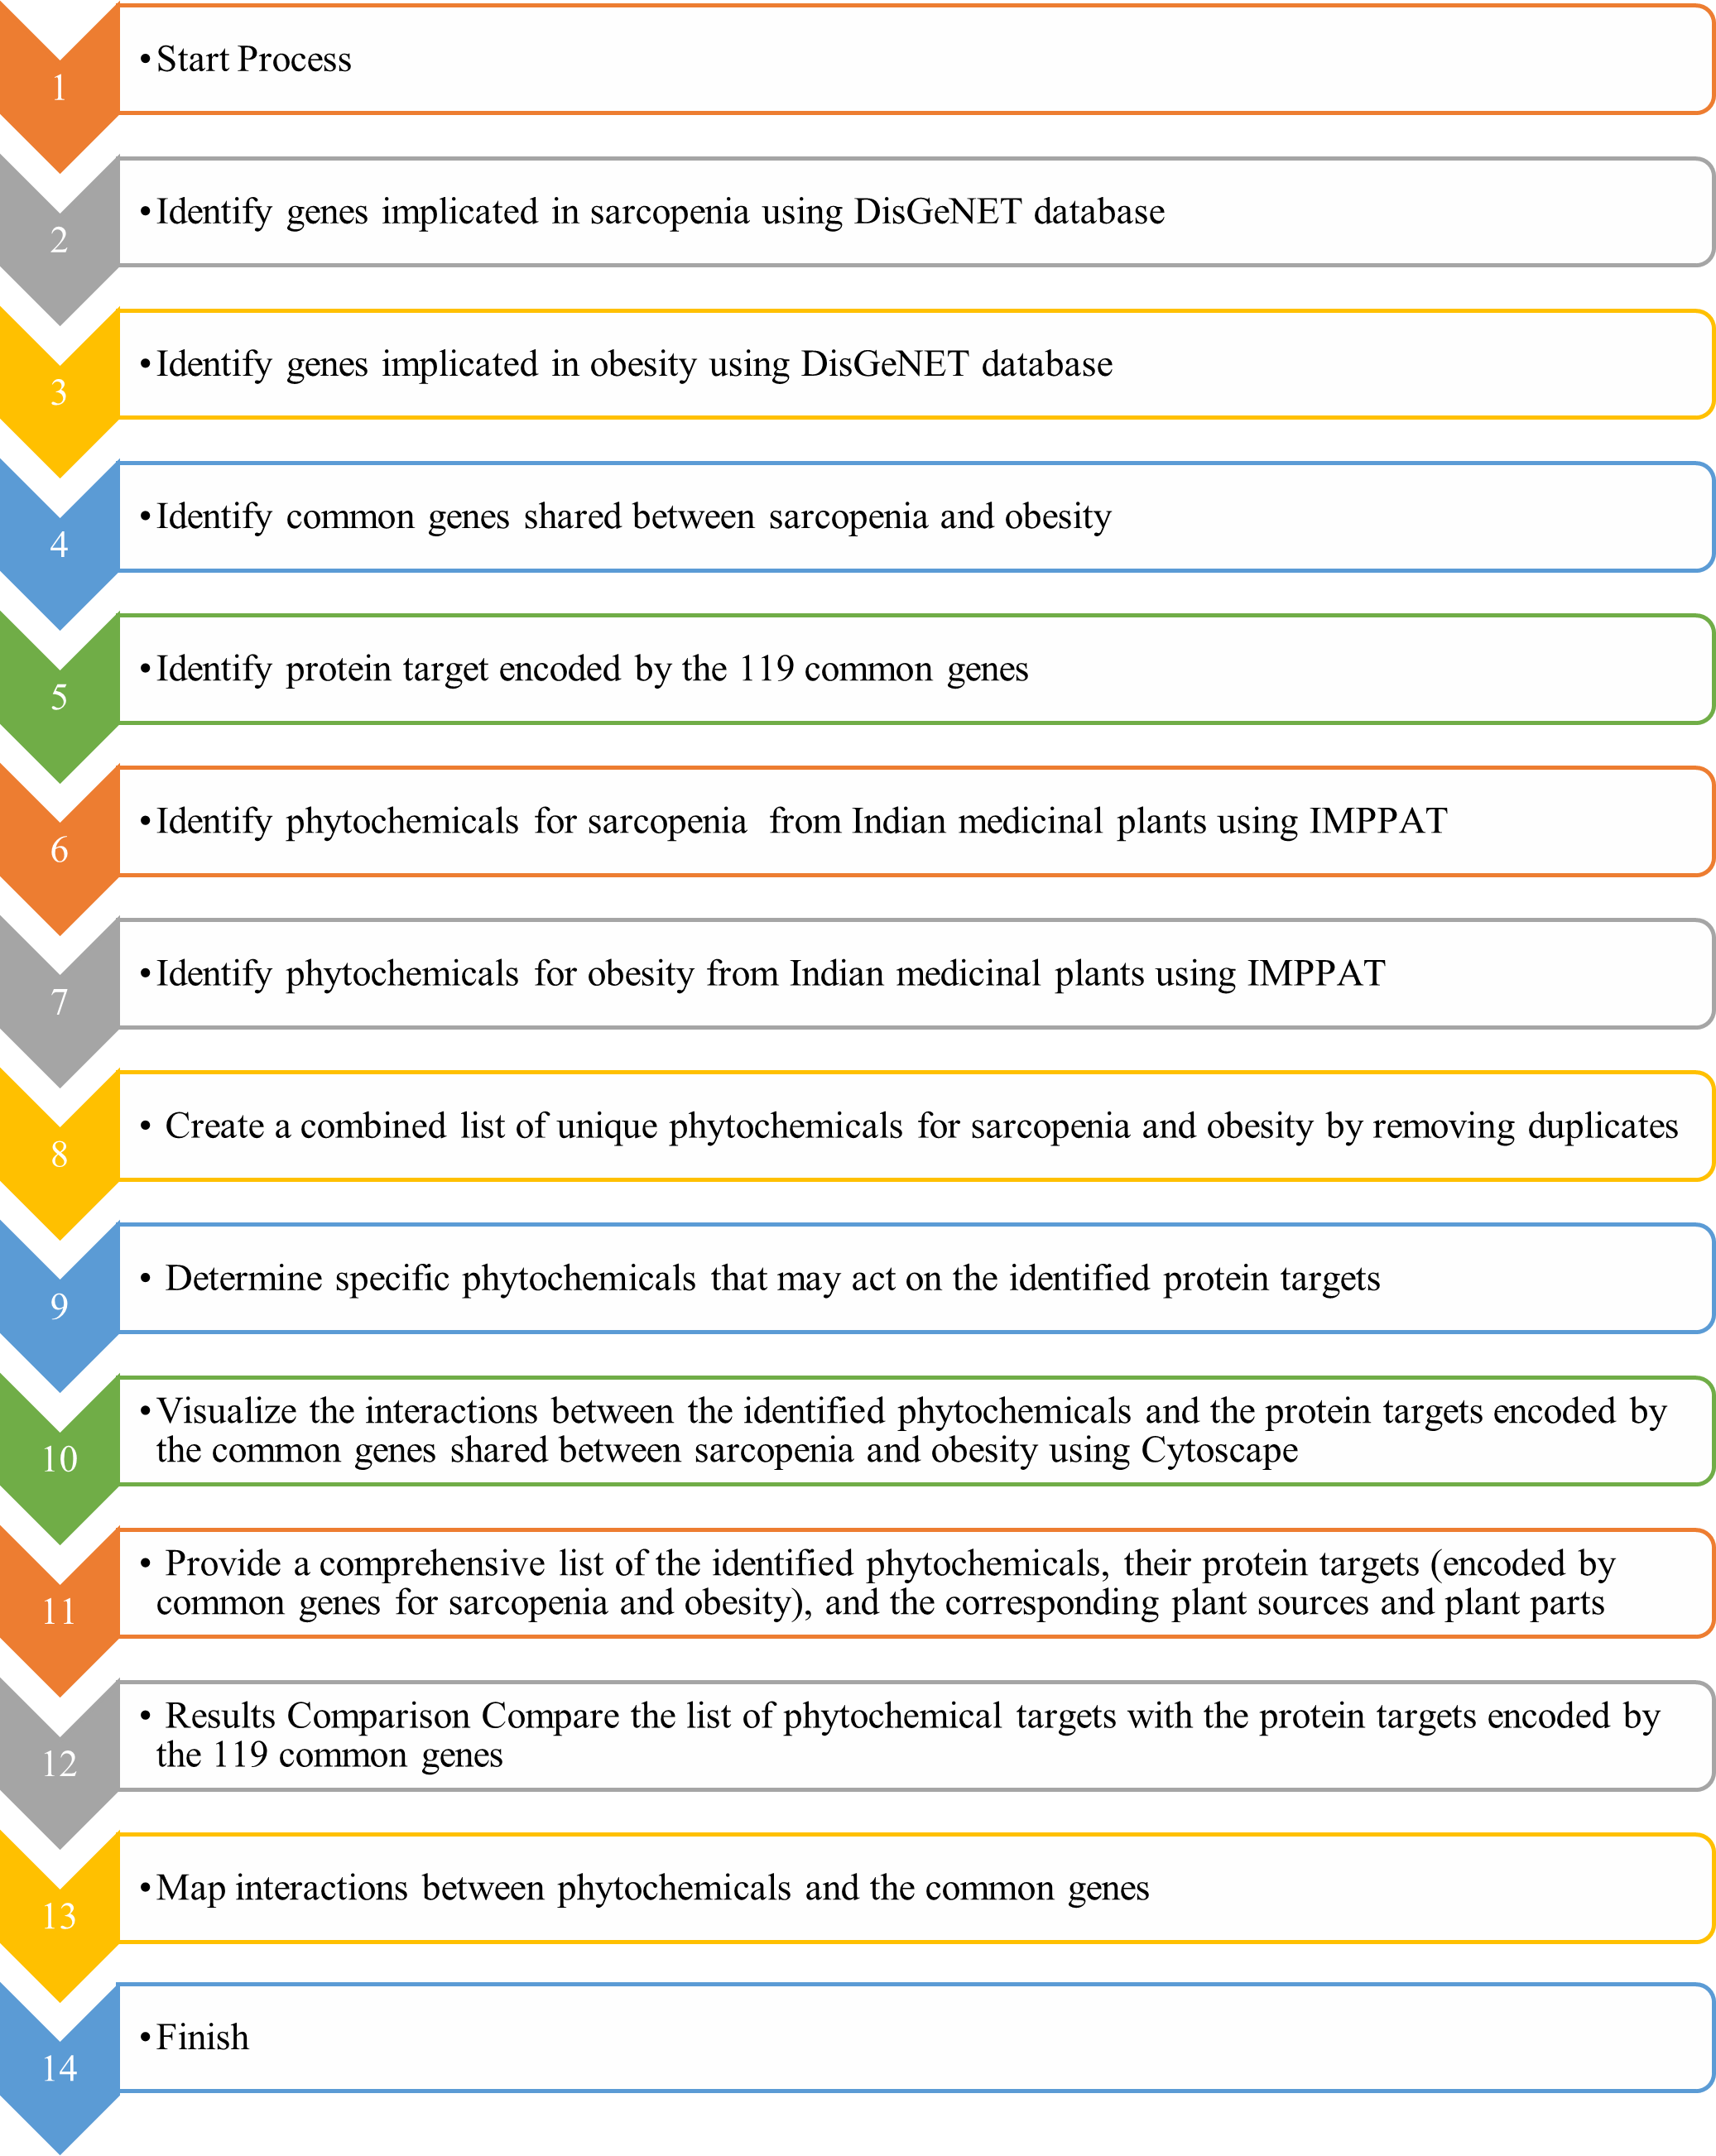 1
•Start Process
2
•Identify genes implicated in sarcopenia using DisGeNET database
3
•Identify genes implicated in obesity using DisGeNET database
4
•Identify common genes shared between sarcopenia and obesity
5
•Identify protein target encoded by the 119 common genes
6
•Identify phytochemicals for sarcopenia from Indian medicinal plants using IMPPAT
7
•Identify phytochemicals for obesity from Indian medicinal plants using IMPPAT
8
• Create a combined list of unique phytochemicals for sarcopenia and obesity by removing duplicates
9
• Determine specific phytochemicals that may act on the identified protein targets
10
•Visualize the interactions between the identified phytochemicals and the protein targets encoded by
the common genes shared between sarcopenia and obesity using Cytoscape
11
• Provide a comprehensive list of the identified phytochemicals, their protein targets (encoded by
common genes for sarcopenia and obesity), and the corresponding plant sources and plant parts
12
• Results Comparison Compare the list of phytochemical targets with the protein targets encoded by
the 119 common genes
13
•Map interactions between phytochemicals and the common genes
14
•Finish